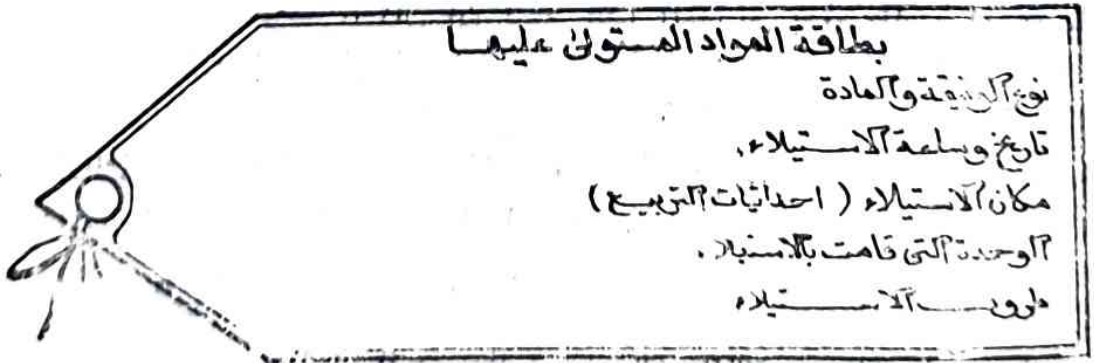 بطاقة المواد المستولى عليها
نوع الوثيقة والمادة
تاريخ وساعة الاستيلاء.
مكان الاستيلاء ( احداثيات التربيع )
الوحدة التي قامت بالاستيلاء .
ظروف الاستيلاء